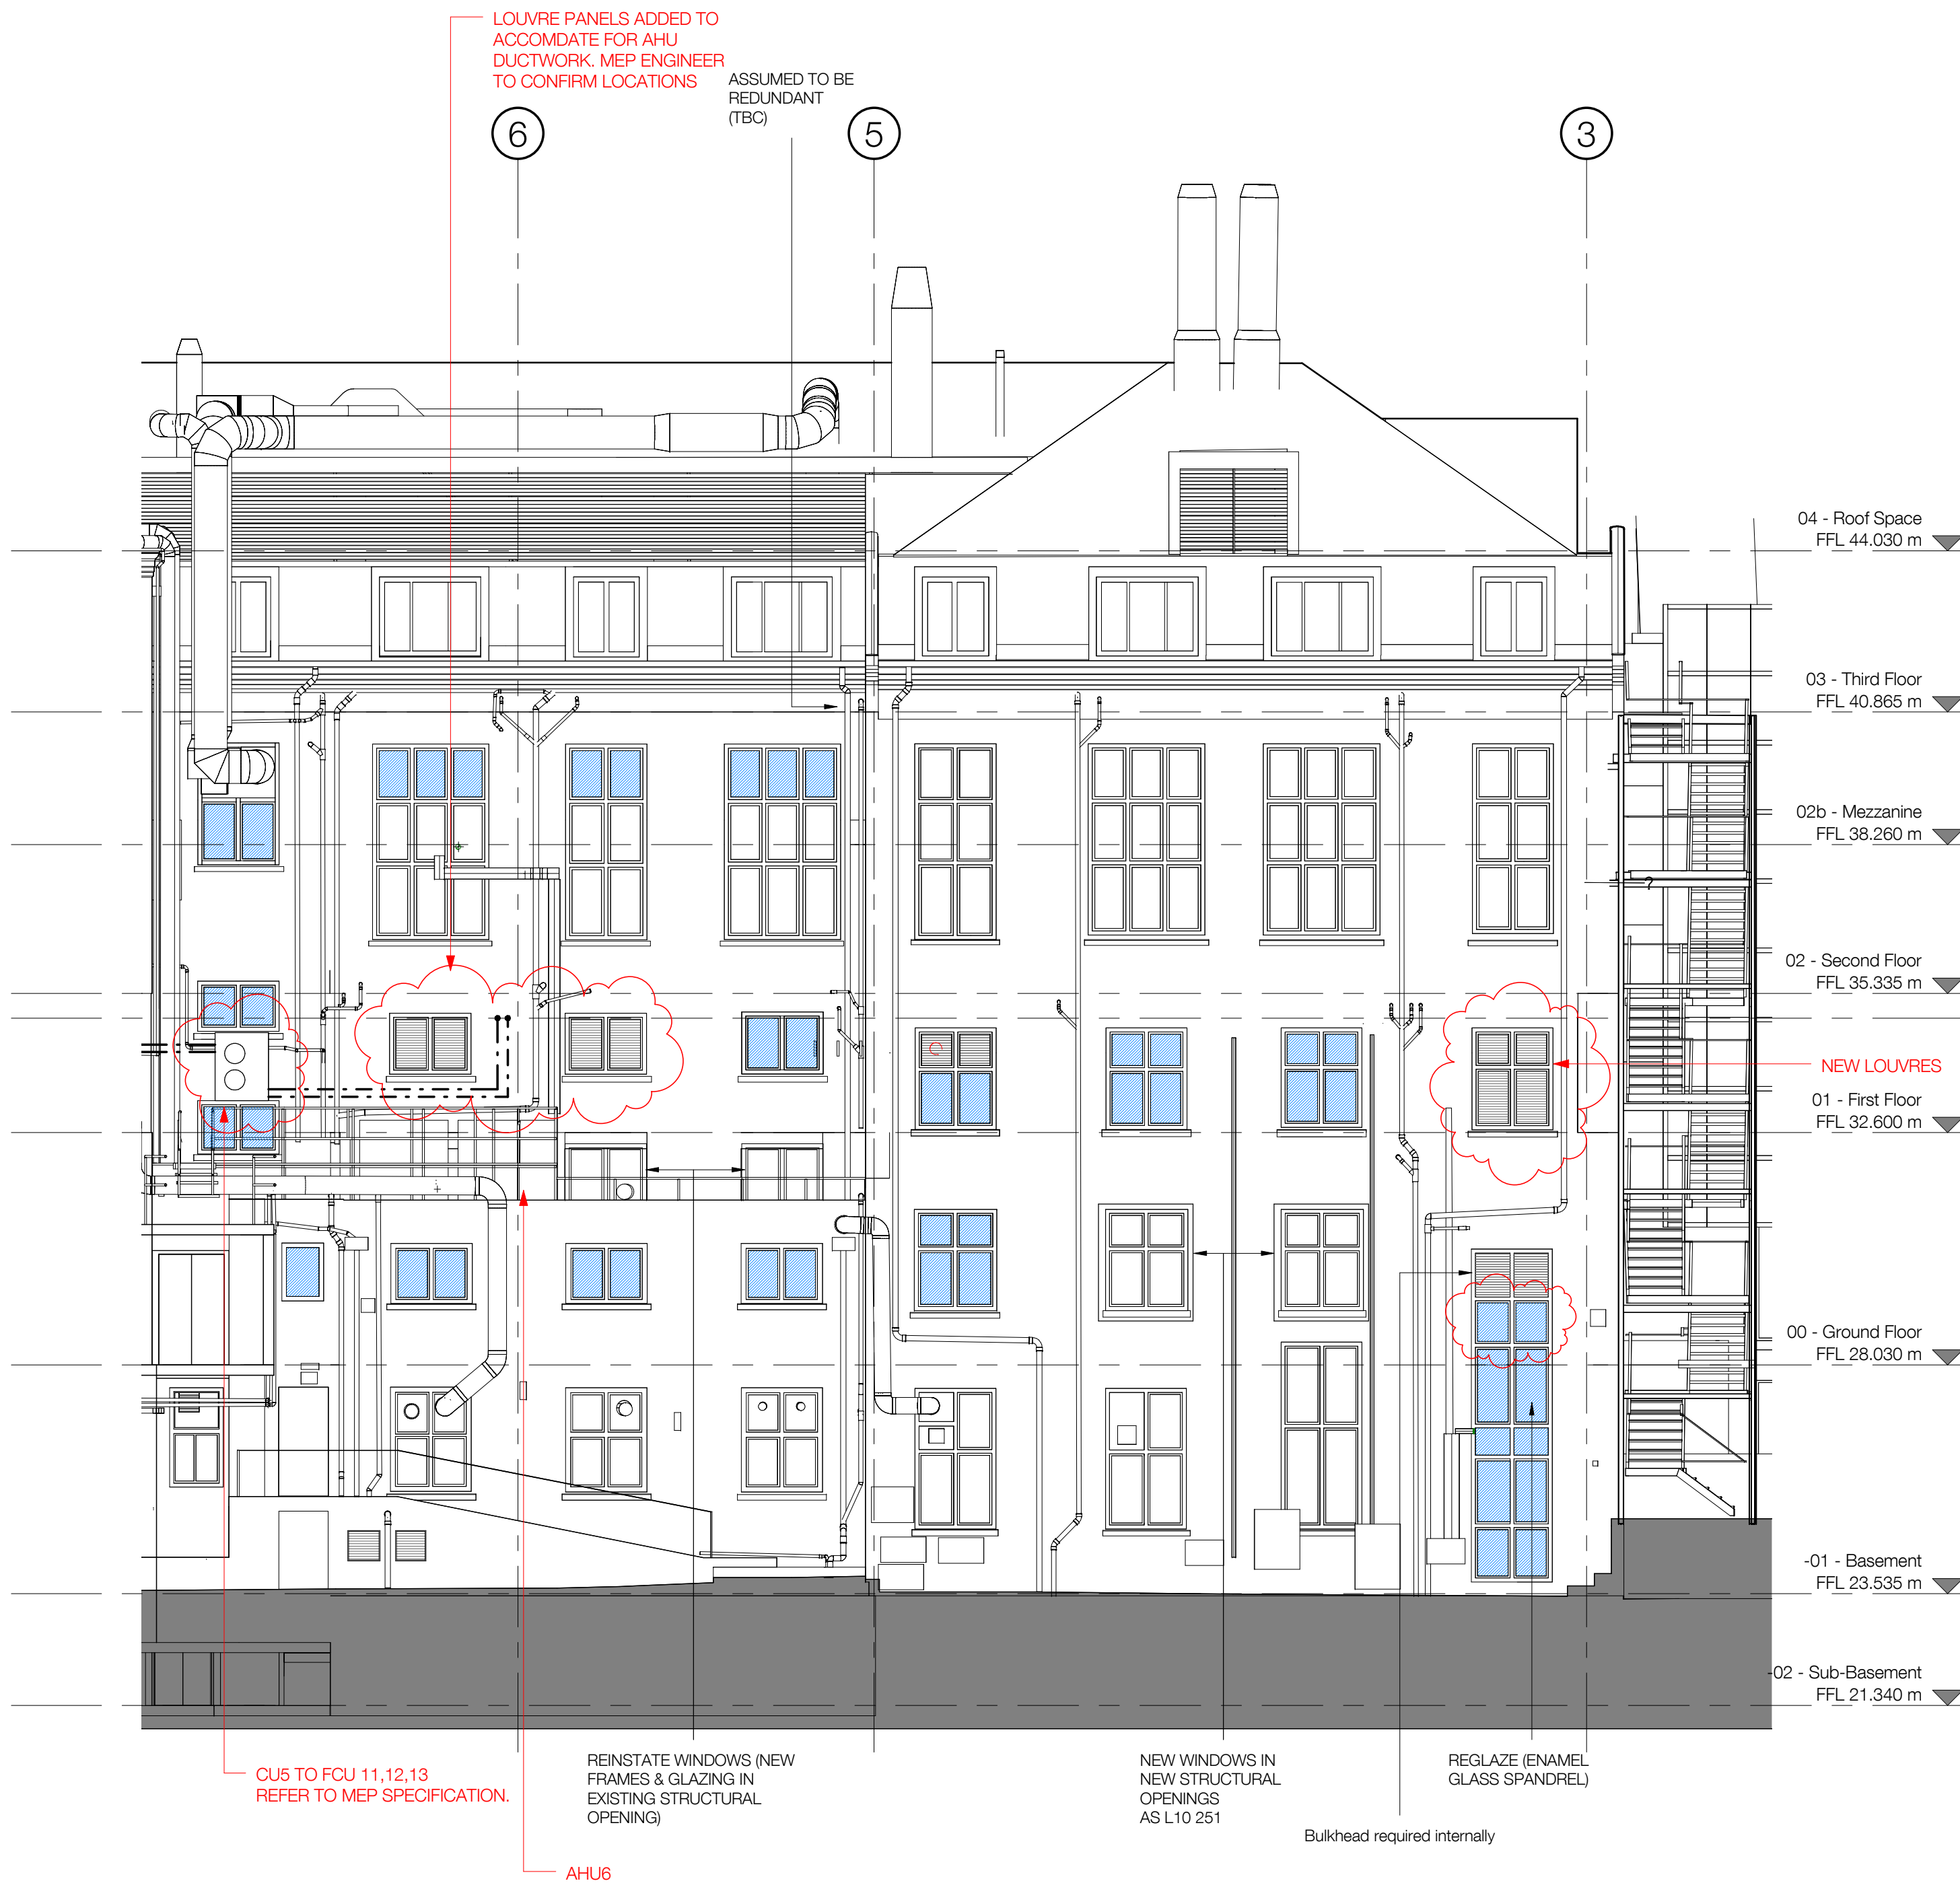 LOUVRE PANELS ADDED TO
ACCOMDATE FOR AHU
DUCTWORK. MEP ENGINEER
TO CONFIRM LOCATIONS
ASSUMED TO BE
REDUNDANT
(TBC)
6
5
3
04 - Roof Space
FFL 44.030 m
03 - Third Floor
FFL 40.865 m
02b - Mezzanine
FFL 38.260 m
?
02 - Second Floor
FFL 35.335 m
NEW LOUVRES
01 - First Floor
FFL 32.600 m
00 - Ground Floor
FFL 28.030 m
-01 - Basement
FFL 23.535 m
-02 - Sub-Basement
FFL 21.340 m
CU5 TO FCU 11,12,13
REFER TO MEP SPECIFICATION.
REINSTATE WINDOWS (NEW
FRAMES & GLAZING IN
EXISTING STRUCTURAL
OPENING)
NEW WINDOWS IN
NEW STRUCTURAL
OPENINGS
AS L10 251
REGLAZE (ENAMEL
GLASS SPANDREL)
Bulkhead required internally
AHU6